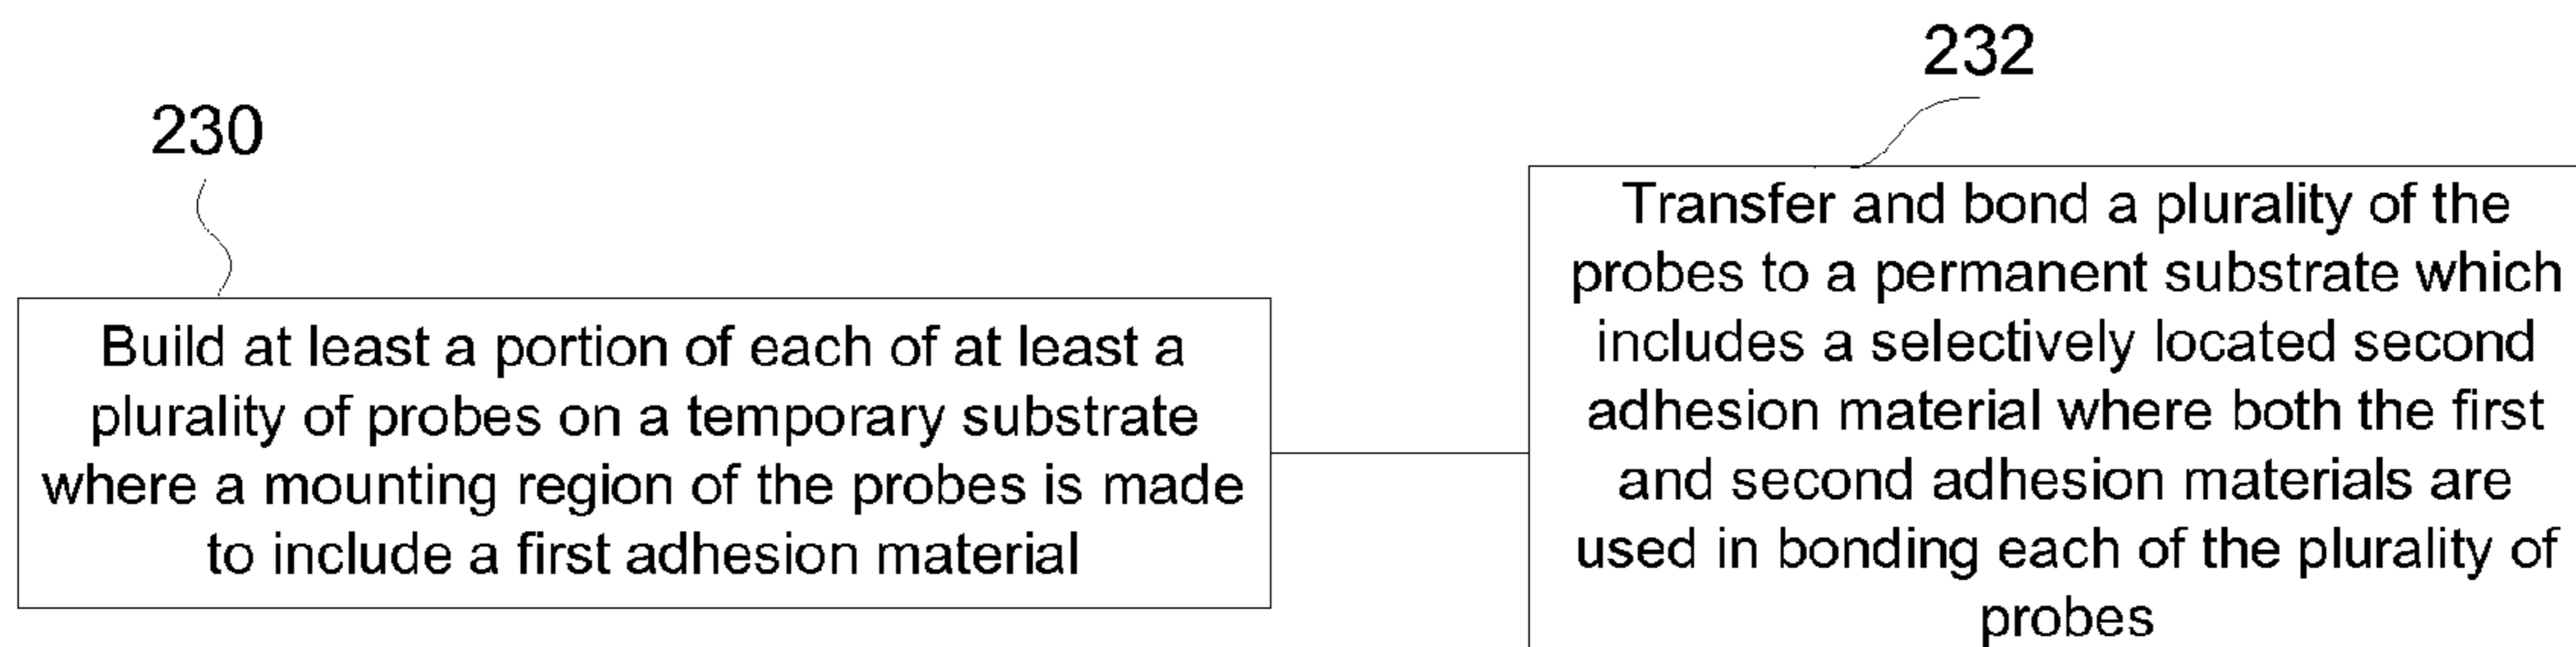 230
Build at least a portion of each of at least a
plurality of probes on a temporary substrate
where a mounting region of the probes is made
to include a first adhesion material
232
Transfer and bond a plurality of the
probes to a permanent substrate which
includes a selectively located second
adhesion material where both the first
and second adhesion materials are
used in bonding each of the plurality of
probes